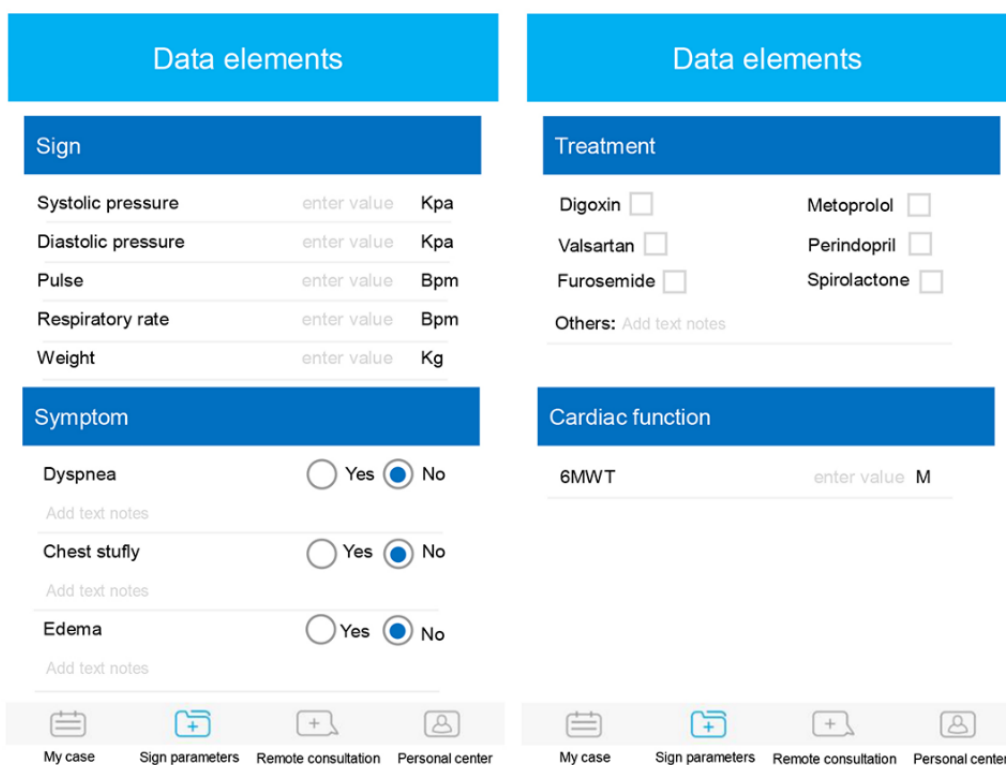 Data elements
Sign
Systolic pressure enter value Kpa
Diastolic pressure enter value Kpa
Pulse enter value Bpm
Respiratory rate enter value Bpm
Weight enter value Kg
Symptom
Dyspnea Yes No
Add text notes
Chest stufly Yes No
Add text notes
Edema Yes No
Add text notes
My case Sign parameters Remote consultation Personal center
Data elements
Treatment
Digoxin Metoprolol
Valsartan Perindopril
Furosemide Spirolactone
Others: Add text notes
Cardiac function
6MWT enter value M
My case Sign parameters Remote consultation Personal center